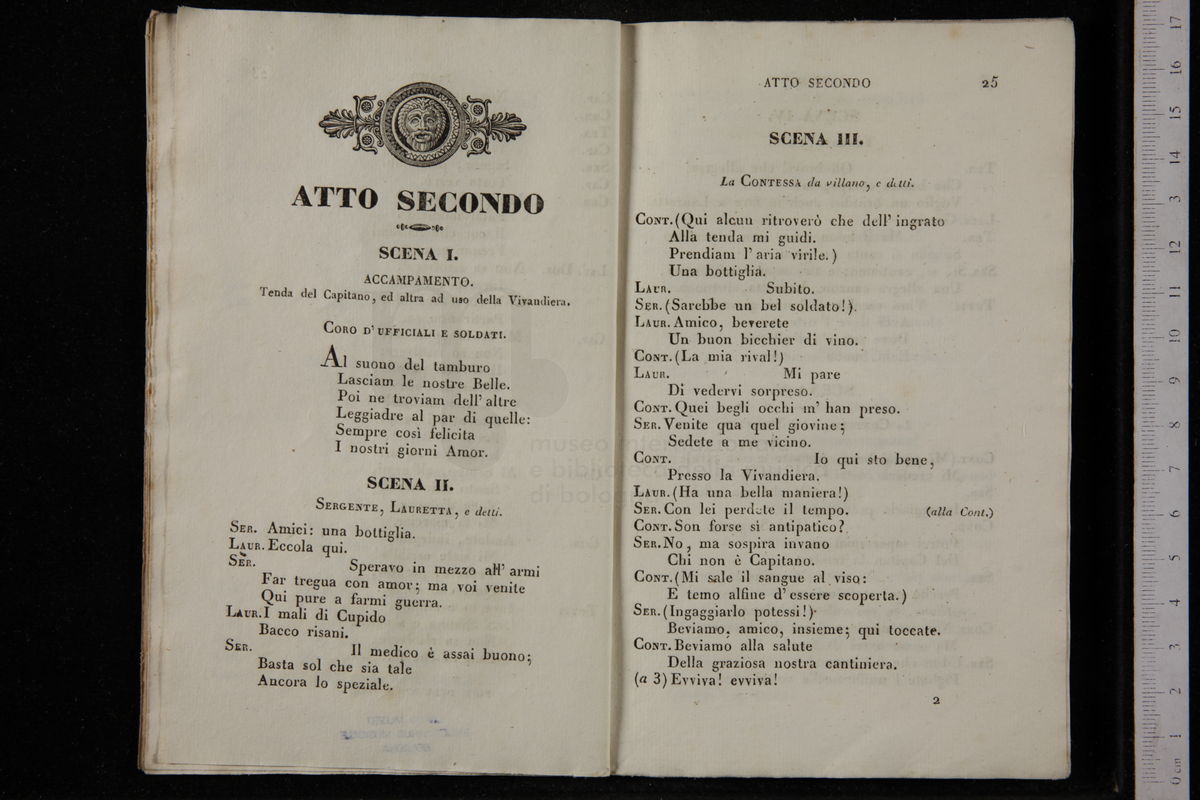 ATTO SECONDO
SCENA I.
ACCAMPAMENTO.
Tenda del Capitano, ed altra ad uso della Vivandiera.
CORO D' UFFICIALI E SOLDATI.
Al suono del tamburo
Lasciam le nostre Belle.
Poi ne troviam dell' altre
Leggiadre al par di quelle:
Sempre così felicita
I nostri giorni Amor.
SCENA II.
SERGENTE, LAURETTA, e detti.
SER. Amici: una bottiglia.
LAUR. Eccola qui.
SER. Speravo in mezzo all' armi
Far tregua con amor; ma voi venite
Qui pure a farmi guerra.
LAUR. I mali di Cupido
Bacco risani.
SER. Il medico è assai buono;
Basta sol che sia tale
Ancora lo speziale.
ATTO SECONDO 25
SCENA III.
La CONTESSA da villano, e detti.
CONT. (Qui alcun ritroverò che dell' ingrato
Alla tenda mi guidi.
Prendiam l' aria virile.)
Una bottiglia.
LAUR. Subito.
SER. (Sarebbe un bel soldato!).
LAUR. Amico, beverete
Un buon bicchier di vino.
CONT. (La mia rival!)
LAUR. Mi pare
Di vedervi sorpreso.
CONT. Quei begli occhi m' han preso.
SER. Venite qua quel giovine;
Sedete a me vicino.
CONT. Io qui sto bene,
Presso la Vivandiera.
LAUR. (Ha una bella maniera!)
SER. Con lei perdete il tempo. (alla Cont.)
CONT. Son forse sì antipatico?
SER. No, ma sospira invano
Chi non è Capitano.
CONT. (Mi sale il sangue al viso:
E temo alfine d' essere scoperta.)
SER. (Ingaggiarlo potessi!)
Beviamo, amico, insieme; qui toccate.
CONT. Beviamo alla salute
Della graziosa nostra cantiniera.
(a 3) Evviva! evviva!
2